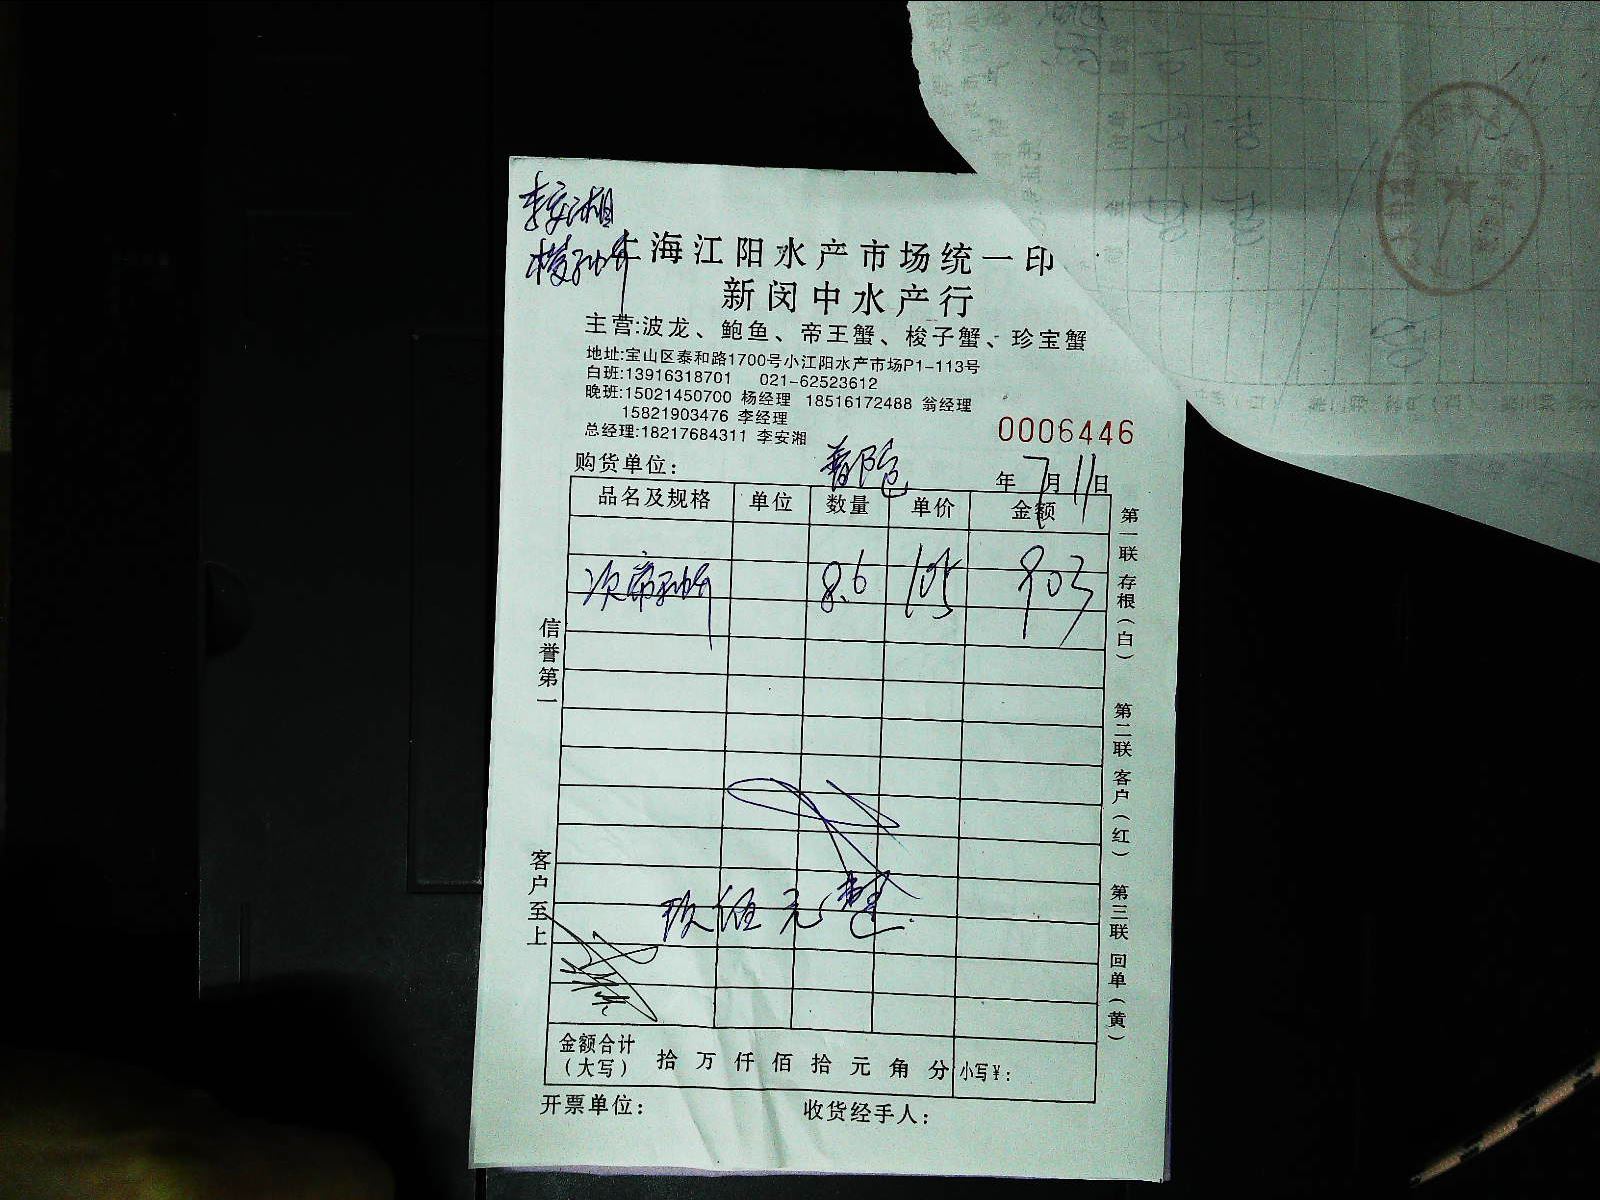 李安湘
上海江阳水产市场统一印
新闵中水产行
主营:波龙、鲍鱼、帝王蟹、梭子蟹、珍宝蟹
地址:宝山区泰和路1700号小江阳水产市场P1-113号
白班:13916318701 021-62523612
晚班:15021450700 杨经理 18516172488 翁经理
15821903476 李经理
总经理:18217684311 李安湘
0006446
购货单位: 普陀 年7月11日
品名及规格 单位 数量 单价 金额
8.6 105 903
玖 元整
金额合计(大写) 拾万仟佰拾元角分 小写¥:
开票单位: 收货经手人:
信誉第一
客户至上
第一联 存根(白)
第二联 客户(红)
第三联 回单(黄)